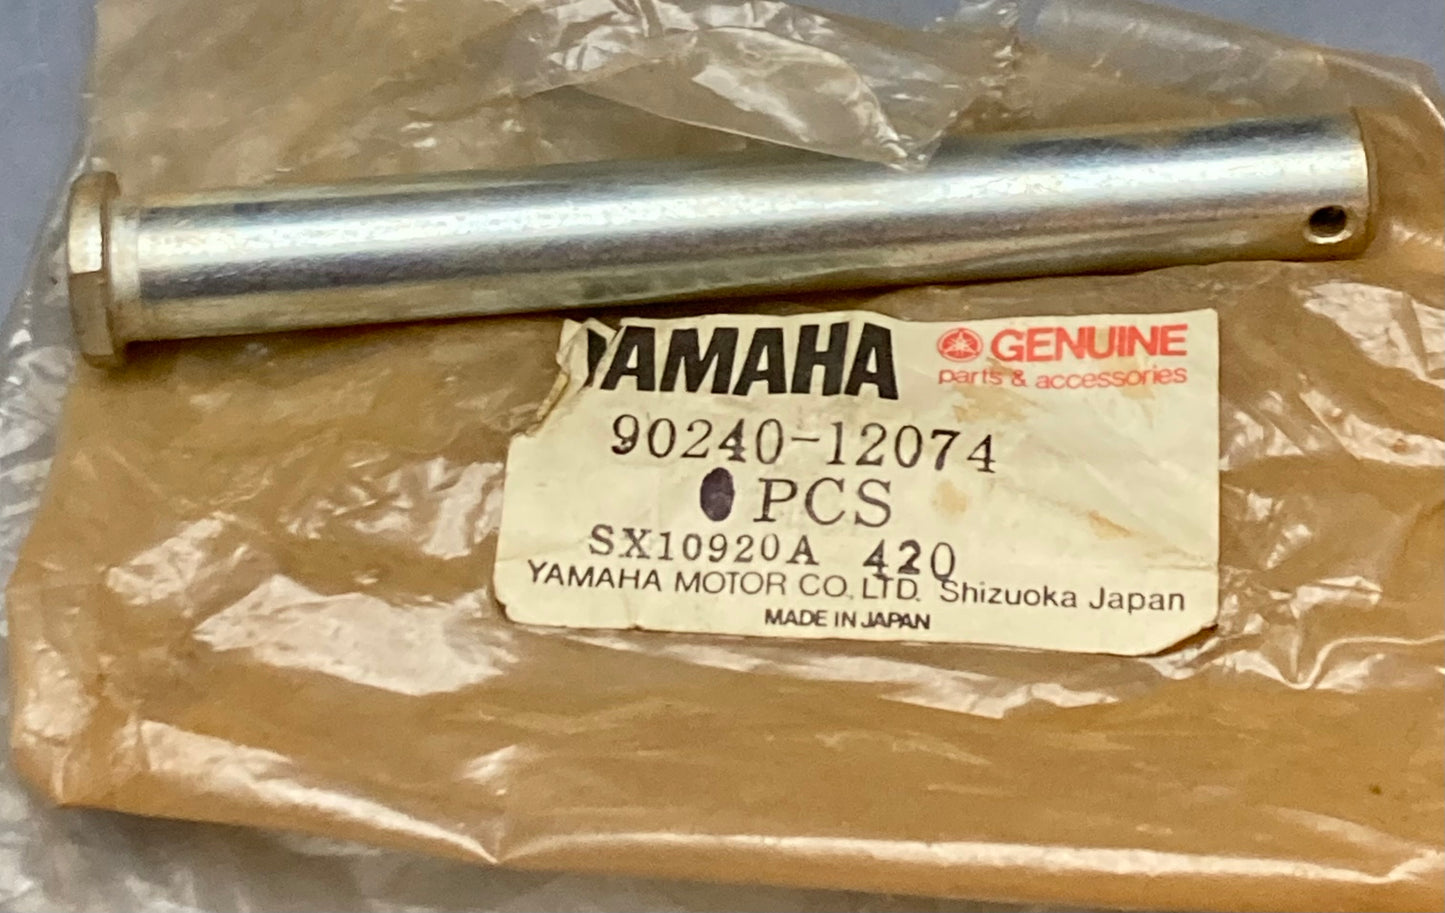 YAMAHA GENUINE
parts & accessories
90240-12074
PCS
SX10920A 420
YAMAHA MOTOR CO., LTD. Shizuoka Japan
MADE IN JAPAN